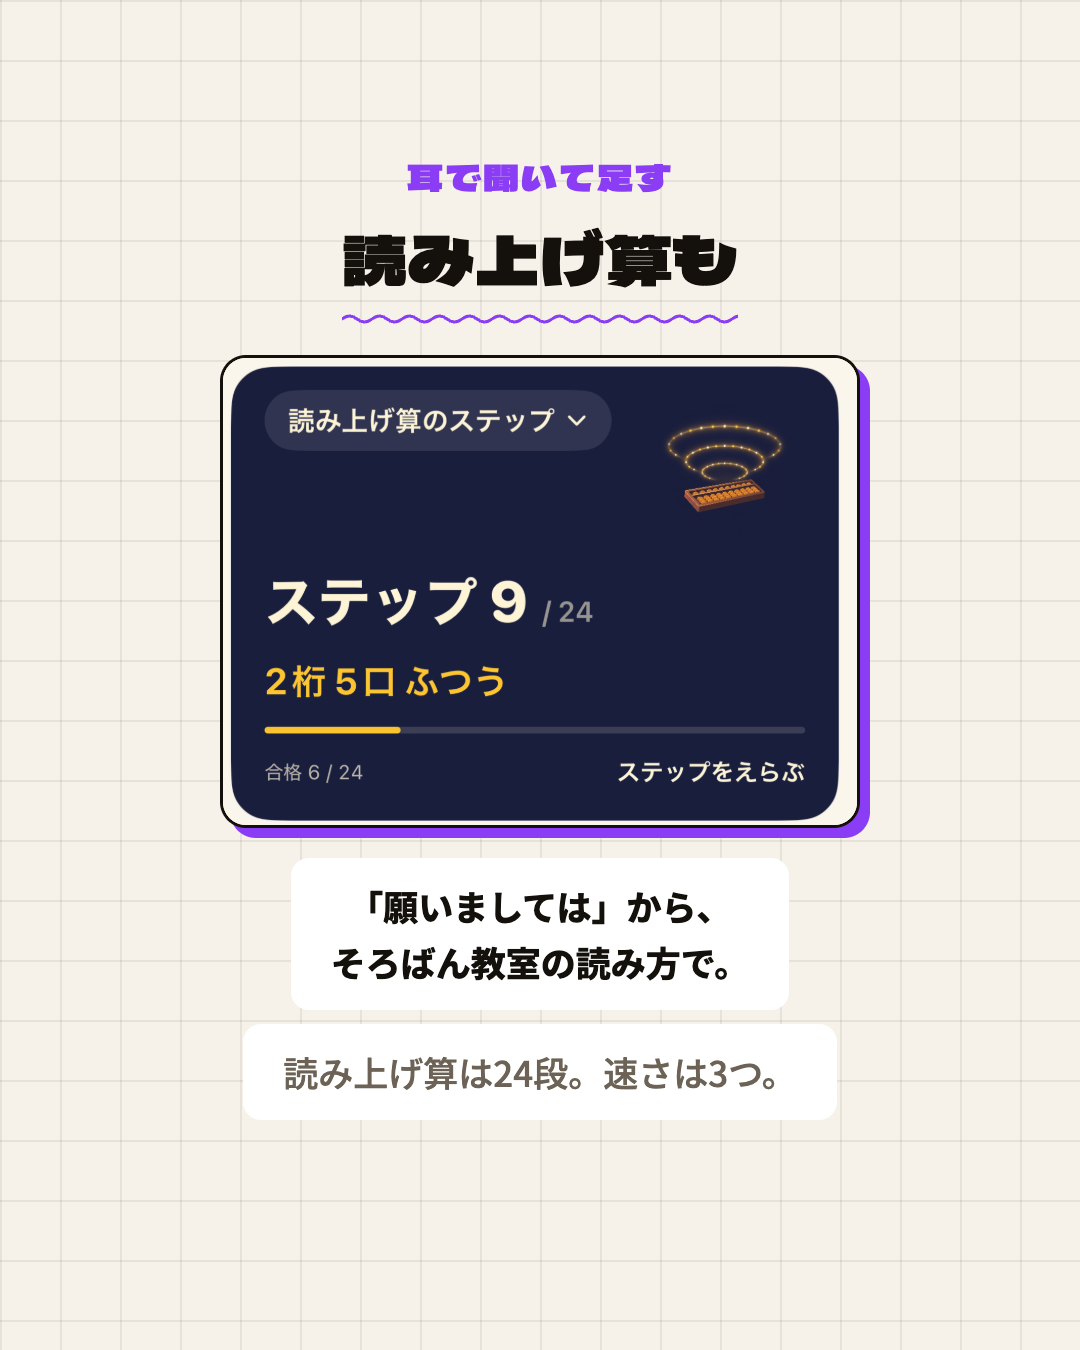 耳で聞いて足す
読み上げ算も
読み上げ算のステップ
ステップ 9 / 24
2桁 5口 ふつう
合格 6 / 24
ステップをえらぶ
「願いましては」から、
そろばん教室の読み方で。
読み上げ算は24段。速さは3つ。